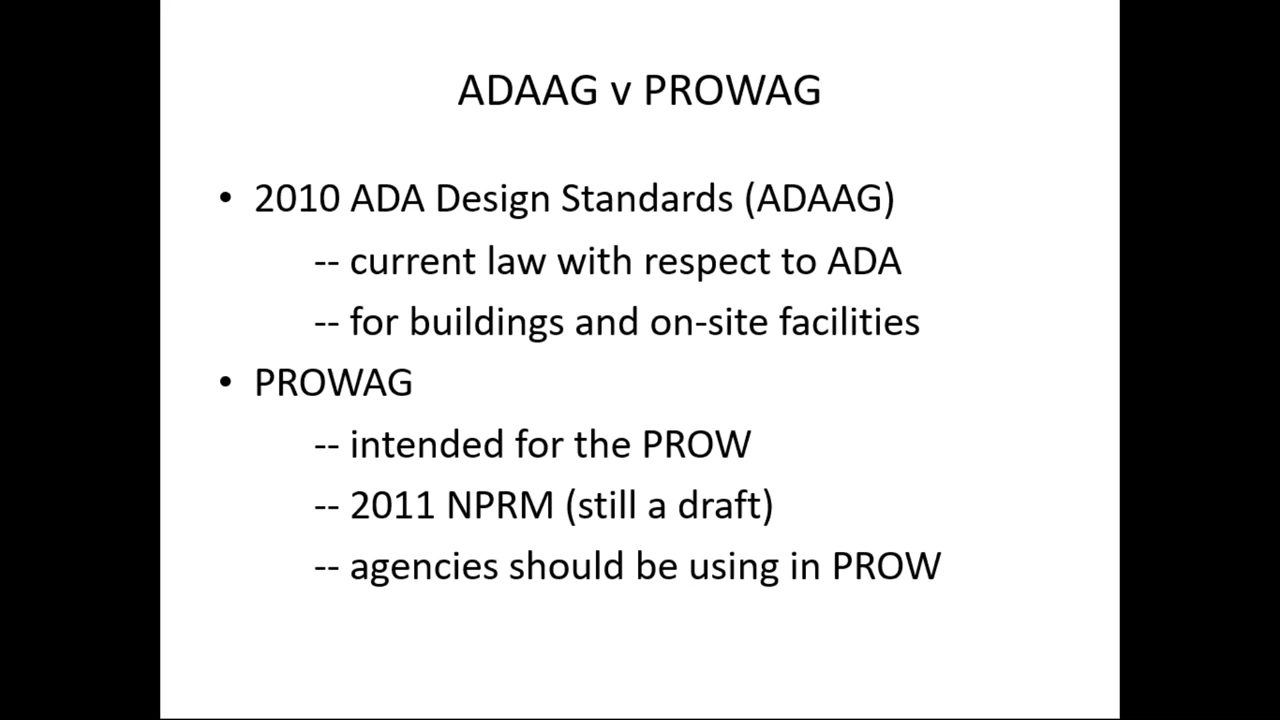 ADAAG v PROWAG
• 2010 ADA Design Standards (ADAAG)
-- current law with respect to ADA
-- for buildings and on-site facilities
• PROWAG
-- intended for the PROW
-- 2011 NPRM (still a draft)
-- agencies should be using in PROW